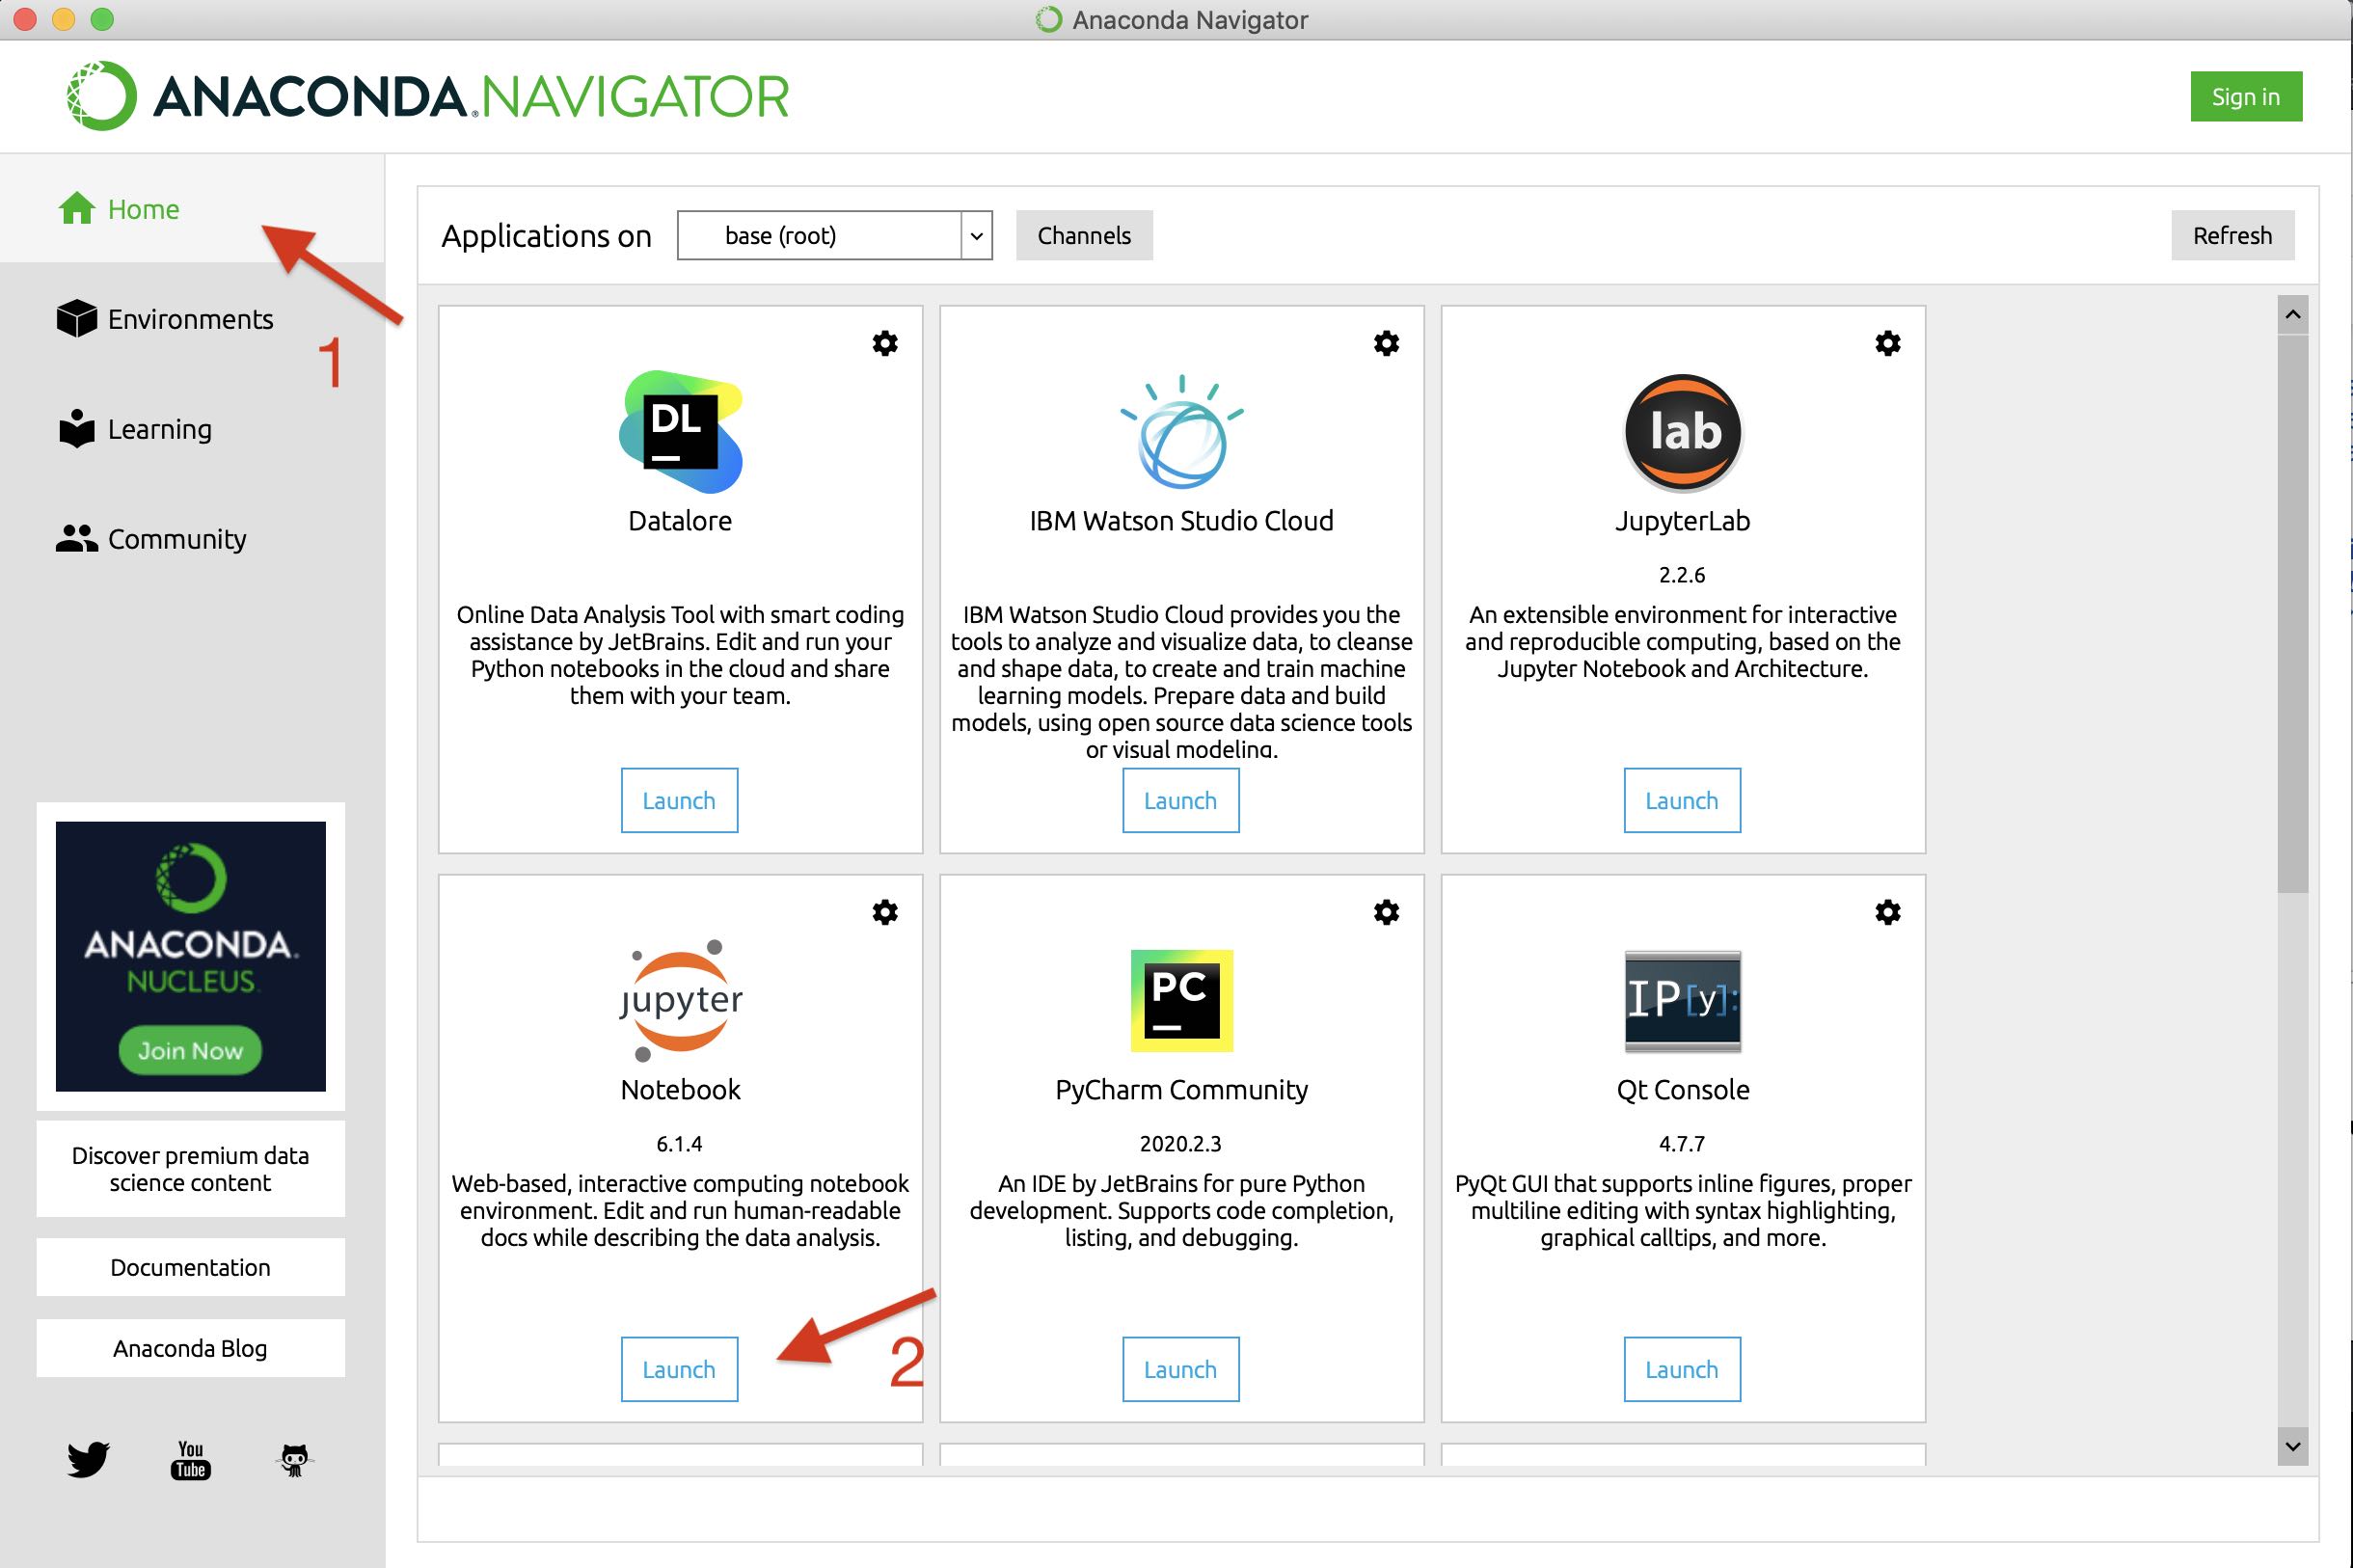 Anaconda Navigator
ANACONDA.NAVIGATOR
Sign in
Home
Environments
1
Learning
Community
ANACONDA.
NUCLEUS
Join Now
Discover premium data
science content
Documentation
Anaconda Blog
You
Tube
Applications on
base (root)
Channels
Refresh
DL
Datalore
Online Data Analysis Tool with smart coding
assistance by JetBrains. Edit and run your
Python notebooks in the cloud and share
them with your team.
Launch
IBM Watson Studio Cloud
IBM Watson Studio Cloud provides you the
tools to analyze and visualize data, to cleanse
and shape data, to create and train machine
learning models. Prepare data and build
models, using open source data science tools
or visual modeling.
Launch
lab
JupyterLab
2.2.6
An extensible environment for interactive
and reproducible computing, based on the
Jupyter Notebook and Architecture.
Launch
jupyter
Notebook
6.1.4
Web-based, interactive computing notebook
environment. Edit and run human-readable
docs while describing the data analysis.
Launch
2
PC
PyCharm Community
2020.2.3
An IDE by JetBrains for pure Python
development. Supports code completion,
listing, and debugging.
Launch
IP[y]:
Qt Console
4.7.7
PyQt GUI that supports inline figures, proper
multiline editing with syntax highlighting,
graphical calltips, and more.
Launch